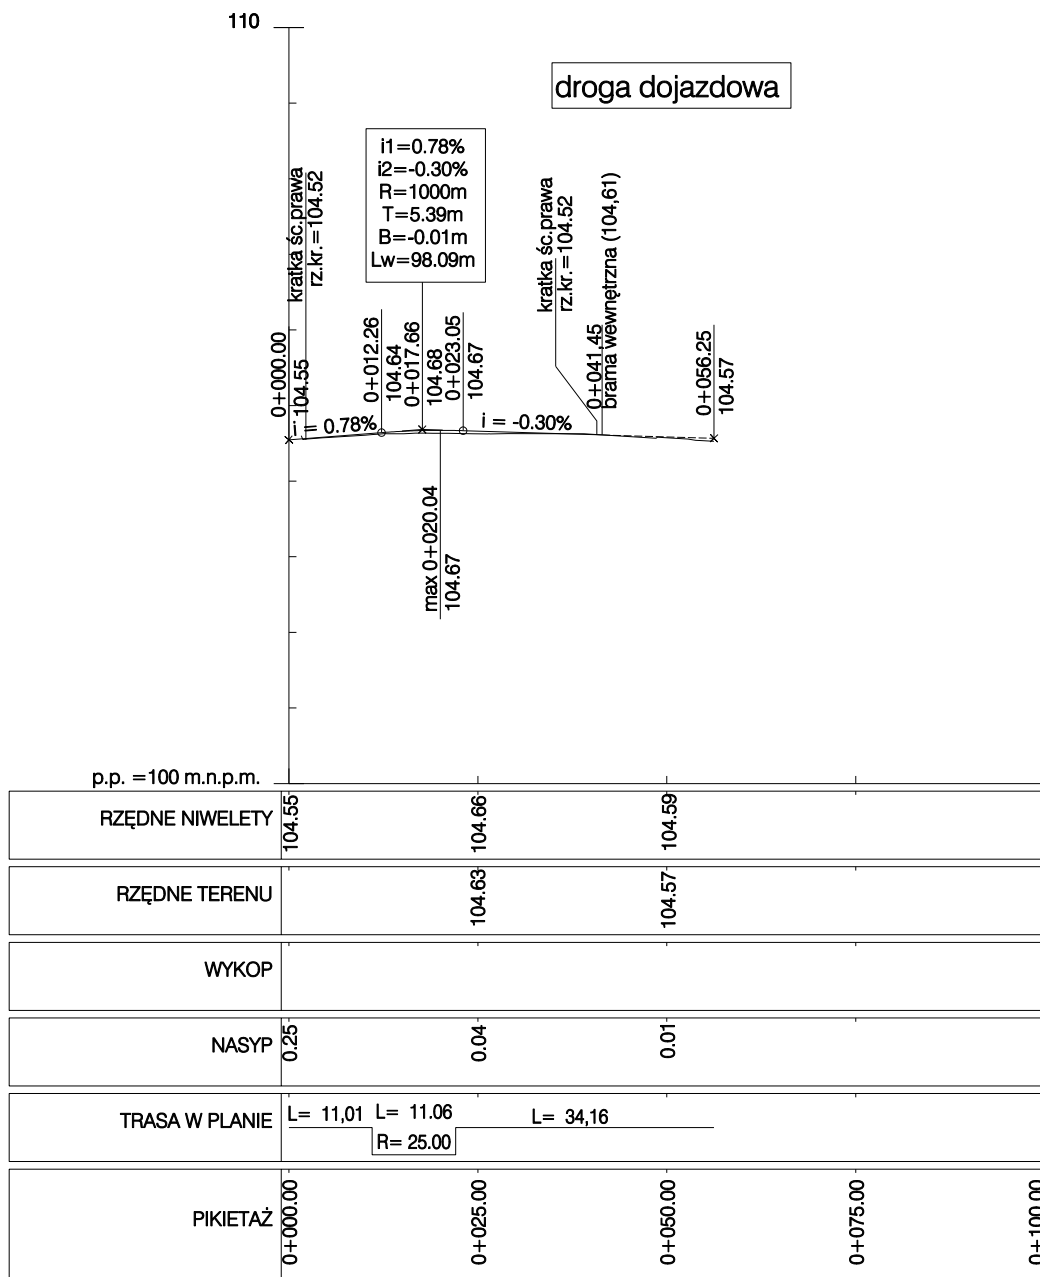 110
droga dojazdowa
i1=0.78%
i2=-0.30%
R=1000m
T=5.39m
B=-0.01m
Lw=98.09m
kratka śc.prawa
rz.kr.=104.52
kratka śc.prawa
rz.kr.=104.52
brama wewnętrzna (104,61)
0+000.00
104.55
0+012.26
104.64
0+017.66
104.68
0+023.05
104.67
0+041,45
0+056.25
104.57
i = 0.78%
i = -0.30%
max 0+020.04
104.67
p.p. =100 m.n.p.m.
RZĘDNE NIWELETY 104.55 104.66 104.59
RZĘDNE TERENU 104.63 104.57
WYKOP
NASYP 0.25 0.04 0.01
TRASA W PLANIE L= 11,01 L= 11.06 L= 34,16
R= 25.00
PIKIETAŻ 0+000.00 0+025.00 0+050.00 0+075.00 0+100.00